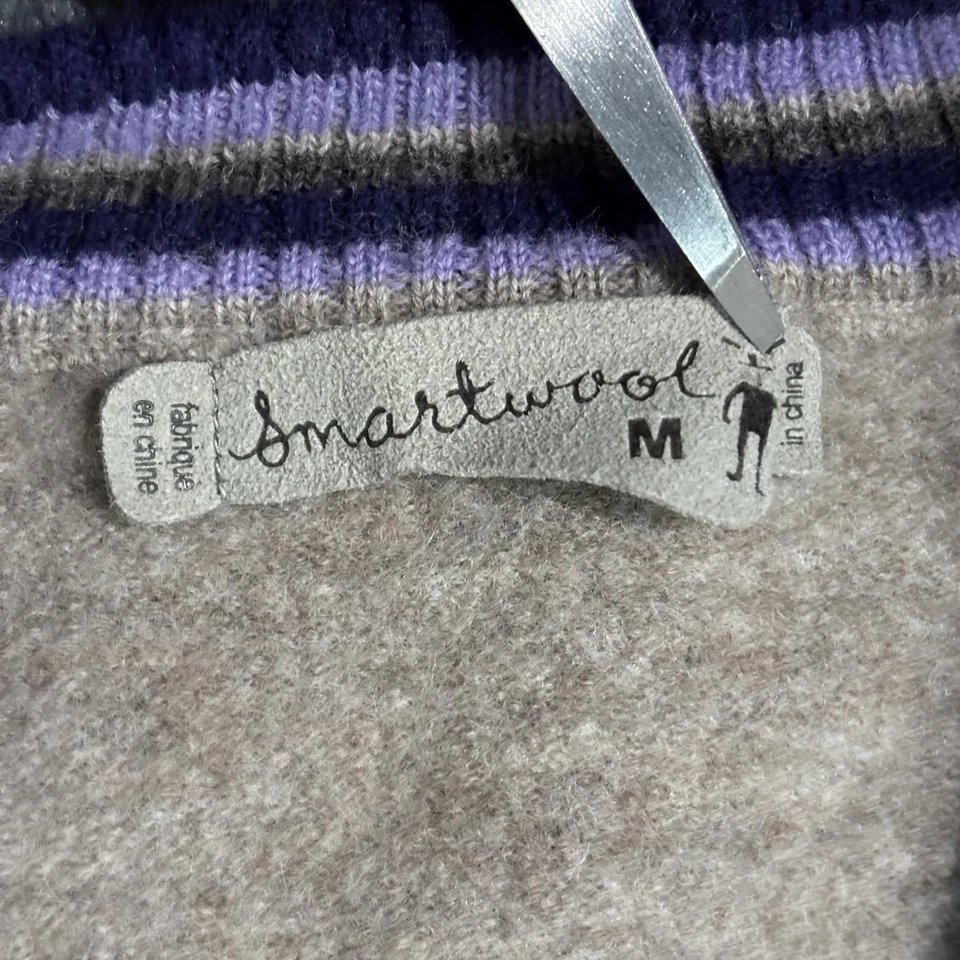 fabriqué
en chine
Smartwool
M
in china